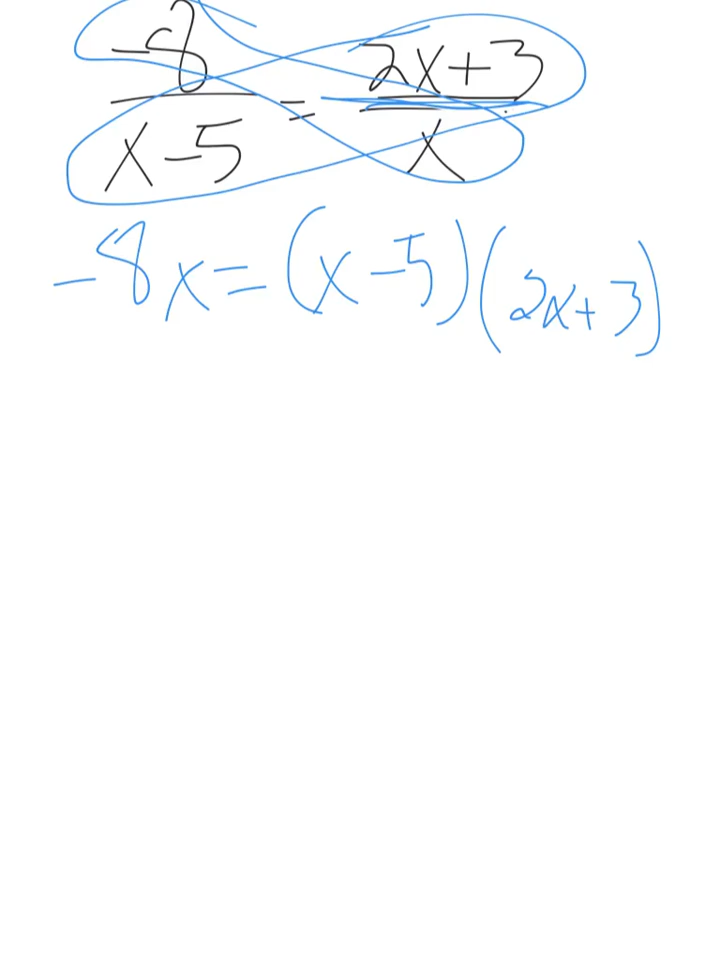 -8/(x-5) = (2x+3)/x
-8x=(x-5)(2x+3)